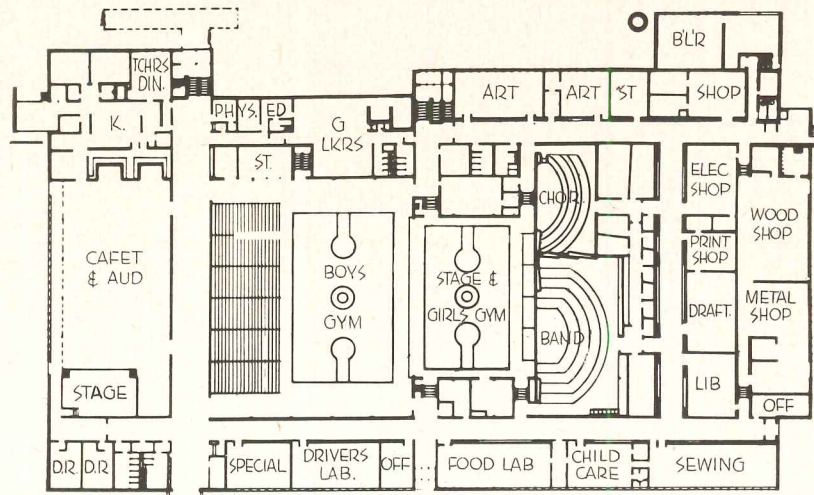 B'L'R
TCHRS
DIN.
ART
ART
ST
SHOP
PHYS. ED
G
LKRS
K.
ST.
ELEC
SHOP
CHOR.
WOOD
SHOP
CAFET
& AUD
PRINT
SHOP
BOYS
GYM
STAGE &
GIRLS GYM
BAND
DRAFT.
METAL
SHOP
STAGE
LIB
OFF
D.R.
D.R.
SPECIAL
DRIVERS
LAB.
OFF
FOOD LAB
CHILD
CARE
SEWING